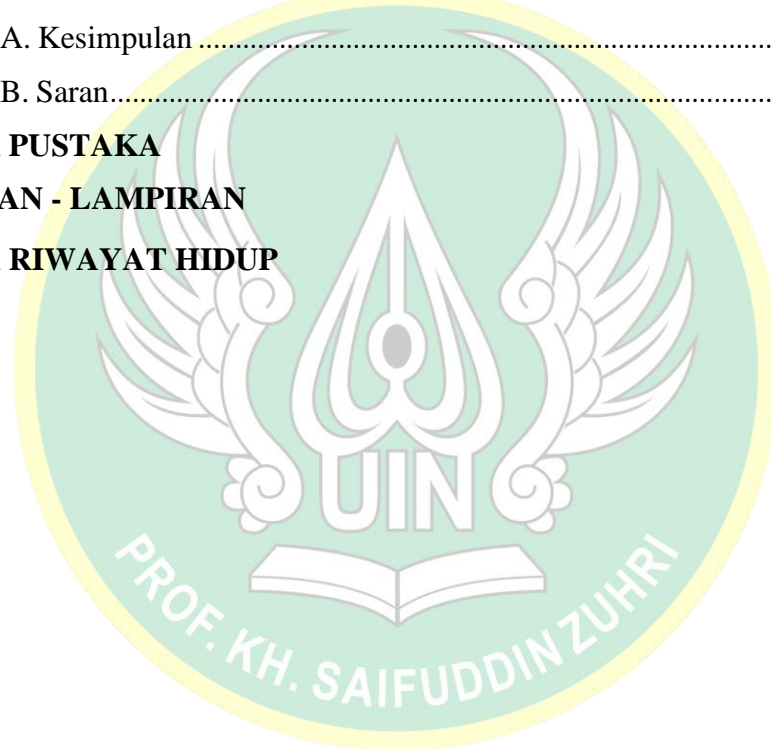 A. Kesimpulan ..........................................................................
B. Saran.....................................................................................
PUSTAKA
AN - LAMPIRAN
RIWAYAT HIDUP
UIN
PROF. KH. SAIFUDDIN ZUHRI